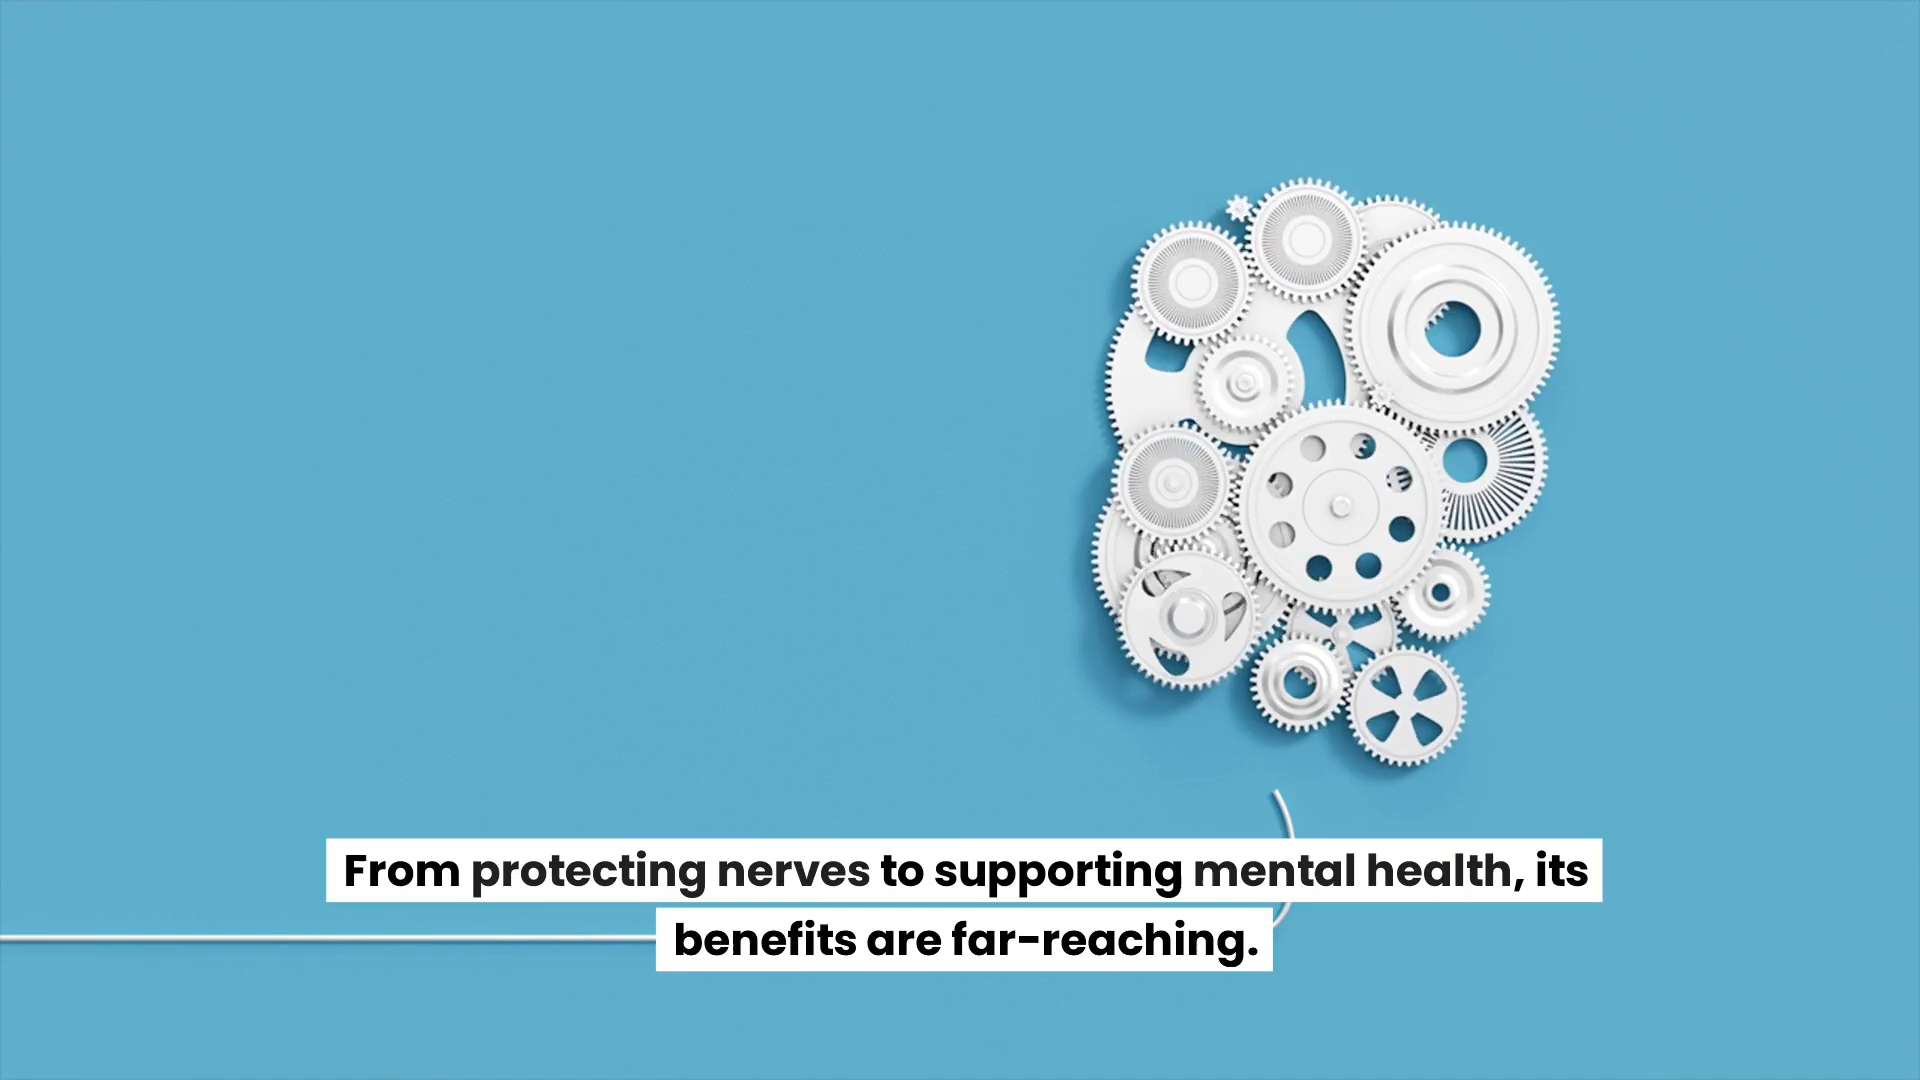 From protecting nerves to supporting mental health, its
benefits are far-reaching.